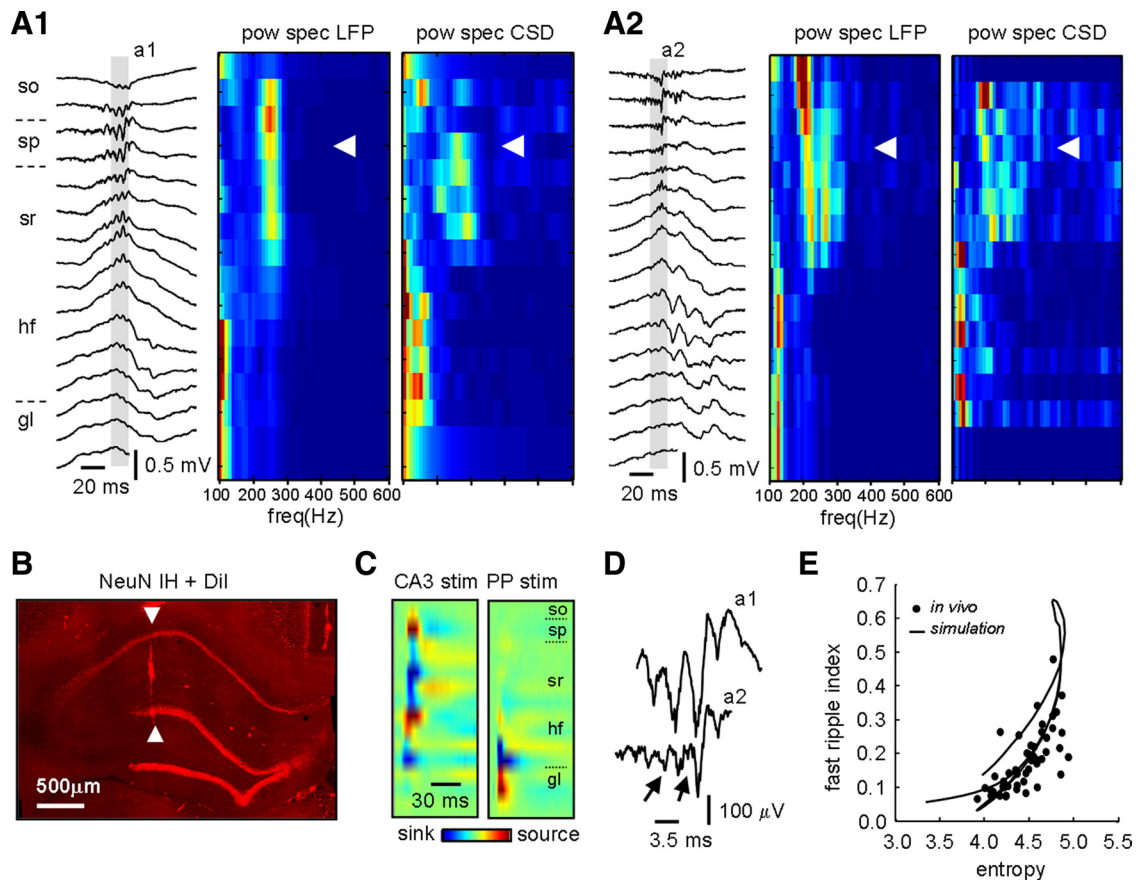 A1
a1
pow spec LFP
pow spec CSD
so
sp
sr
hf
gl
0.5 mV
20 ms
100 200 300 400 500 600
freq(Hz)
A2
a2
pow spec LFP
pow spec CSD
0.5 mV
20 ms
100 200 300 400 500 600
freq(Hz)
B
NeuN IH + DiI
500μm
C
CA3 stim
PP stim
so
sp
sr
hf
gl
30 ms
sink
source
D
a1
a2
100 μV
3.5 ms
E
fast ripple index
0.7
0.6
0.5
0.4
0.3
0.2
0.1
0.0
in vivo
simulation
3.0 3.5 4.0 4.5 5.0 5.5
entropy